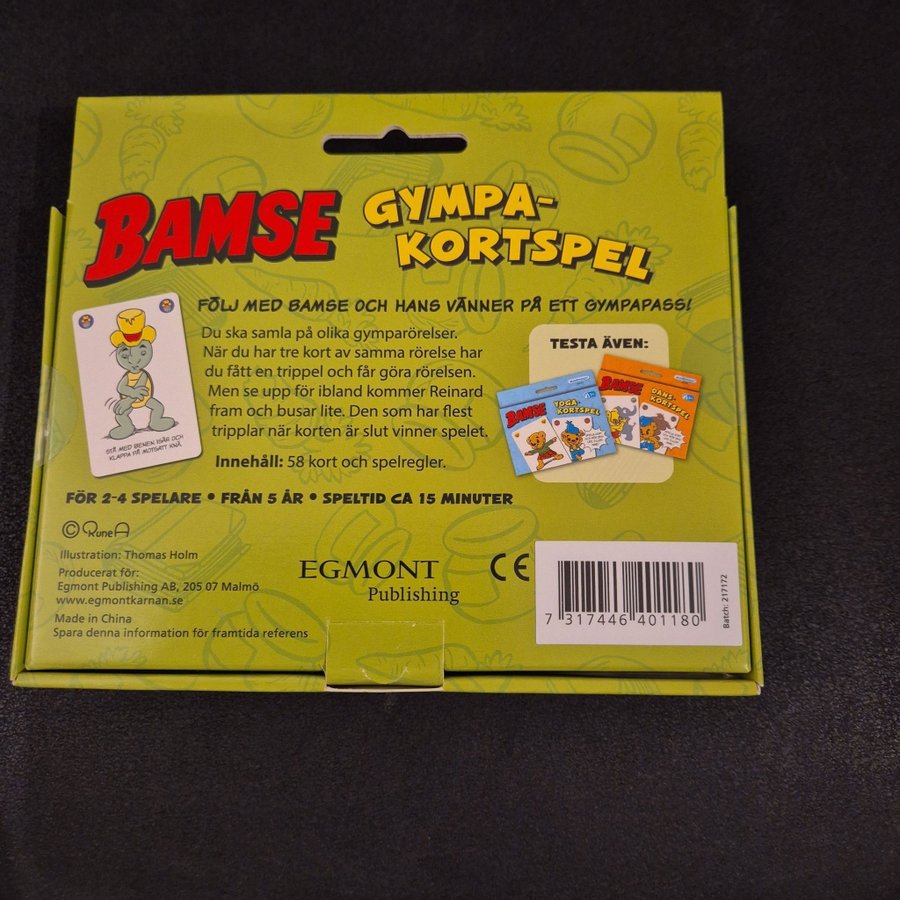 BAMSE
GYMPA-
KORTSPEL
FÖLJ MED BAMSE OCH HANS VÄNNER PÅ ETT GYMPAPASS!
Du ska samla på olika gymparörelser.
När du har tre kort av samma rörelse har
du fått en trippel och får göra rörelsen.
Men se upp för ibland kommer Reinard
fram och busar lite. Den som har flest
tripplar när korten är slut vinner spelet.
Innehåll: 58 kort och spelregler.
STÅ MED BENEN ISÄR OCH
KLAPPA PÅ MOTSATT KNÄ.
TESTA ÄVEN:
BAMSE
YOGA-
KORTSPEL
BAMSE
DANS-
KORTSPEL
FÖR 2-4 SPELARE • FRÅN 5 ÅR • SPELTID CA 15 MINUTER
© Rune A
Illustration: Thomas Holm
Producerat för:
Egmont Publishing AB, 205 07 Malmö
www.egmontkarnan.se
Made in China
Spara denna information för framtida referens
EGMONT
Publishing
CE
7 317446 401180
Batch: 217172